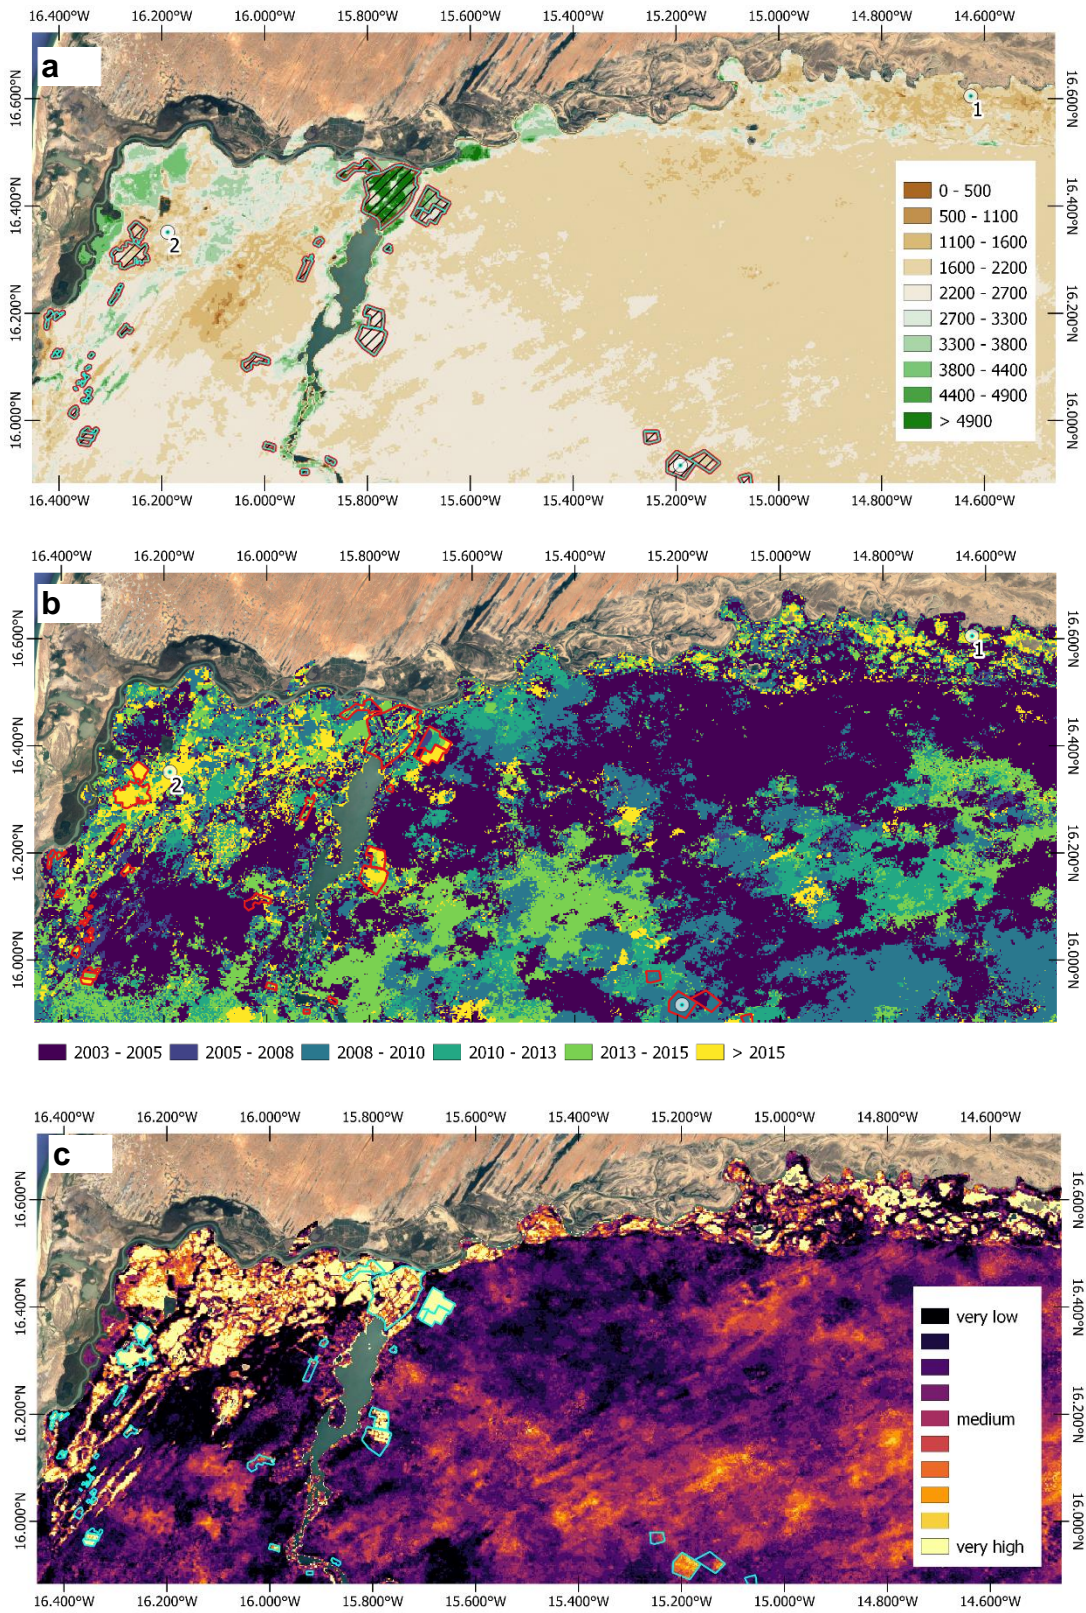 16.400°W 16.200°W 16.000°W 15.800°W 15.600°W 15.400°W 15.200°W 15.000°W 14.800°W 14.600°W
a
16.600°N 16.600°N
1
16.400°N 16.400°N
2
16.200°N 16.200°N
16.000°N 16.000°N
0 - 500
500 - 1100
1100 - 1600
1600 - 2200
2200 - 2700
2700 - 3300
3300 - 3800
3800 - 4400
4400 - 4900
> 4900
16.400°W 16.200°W 16.000°W 15.800°W 15.600°W 15.400°W 15.200°W 15.000°W 14.800°W 14.600°W
16.400°W 16.200°W 16.000°W 15.800°W 15.600°W 15.400°W 15.200°W 15.000°W 14.800°W 14.600°W
b
16.600°N 16.600°N
1
16.400°N 16.400°N
2
16.200°N 16.200°N
16.000°N 16.000°N
2003 - 2005 2005 - 2008 2008 - 2010 2010 - 2013 2013 - 2015 > 2015
16.400°W 16.200°W 16.000°W 15.800°W 15.600°W 15.400°W 15.200°W 15.000°W 14.800°W 14.600°W
c
16.600°N 16.600°N
16.400°N 16.400°N
16.200°N 16.200°N
16.000°N 16.000°N
very low
medium
very high
16.400°W 16.200°W 16.000°W 15.800°W 15.600°W 15.400°W 15.200°W 15.000°W 14.800°W 14.600°W